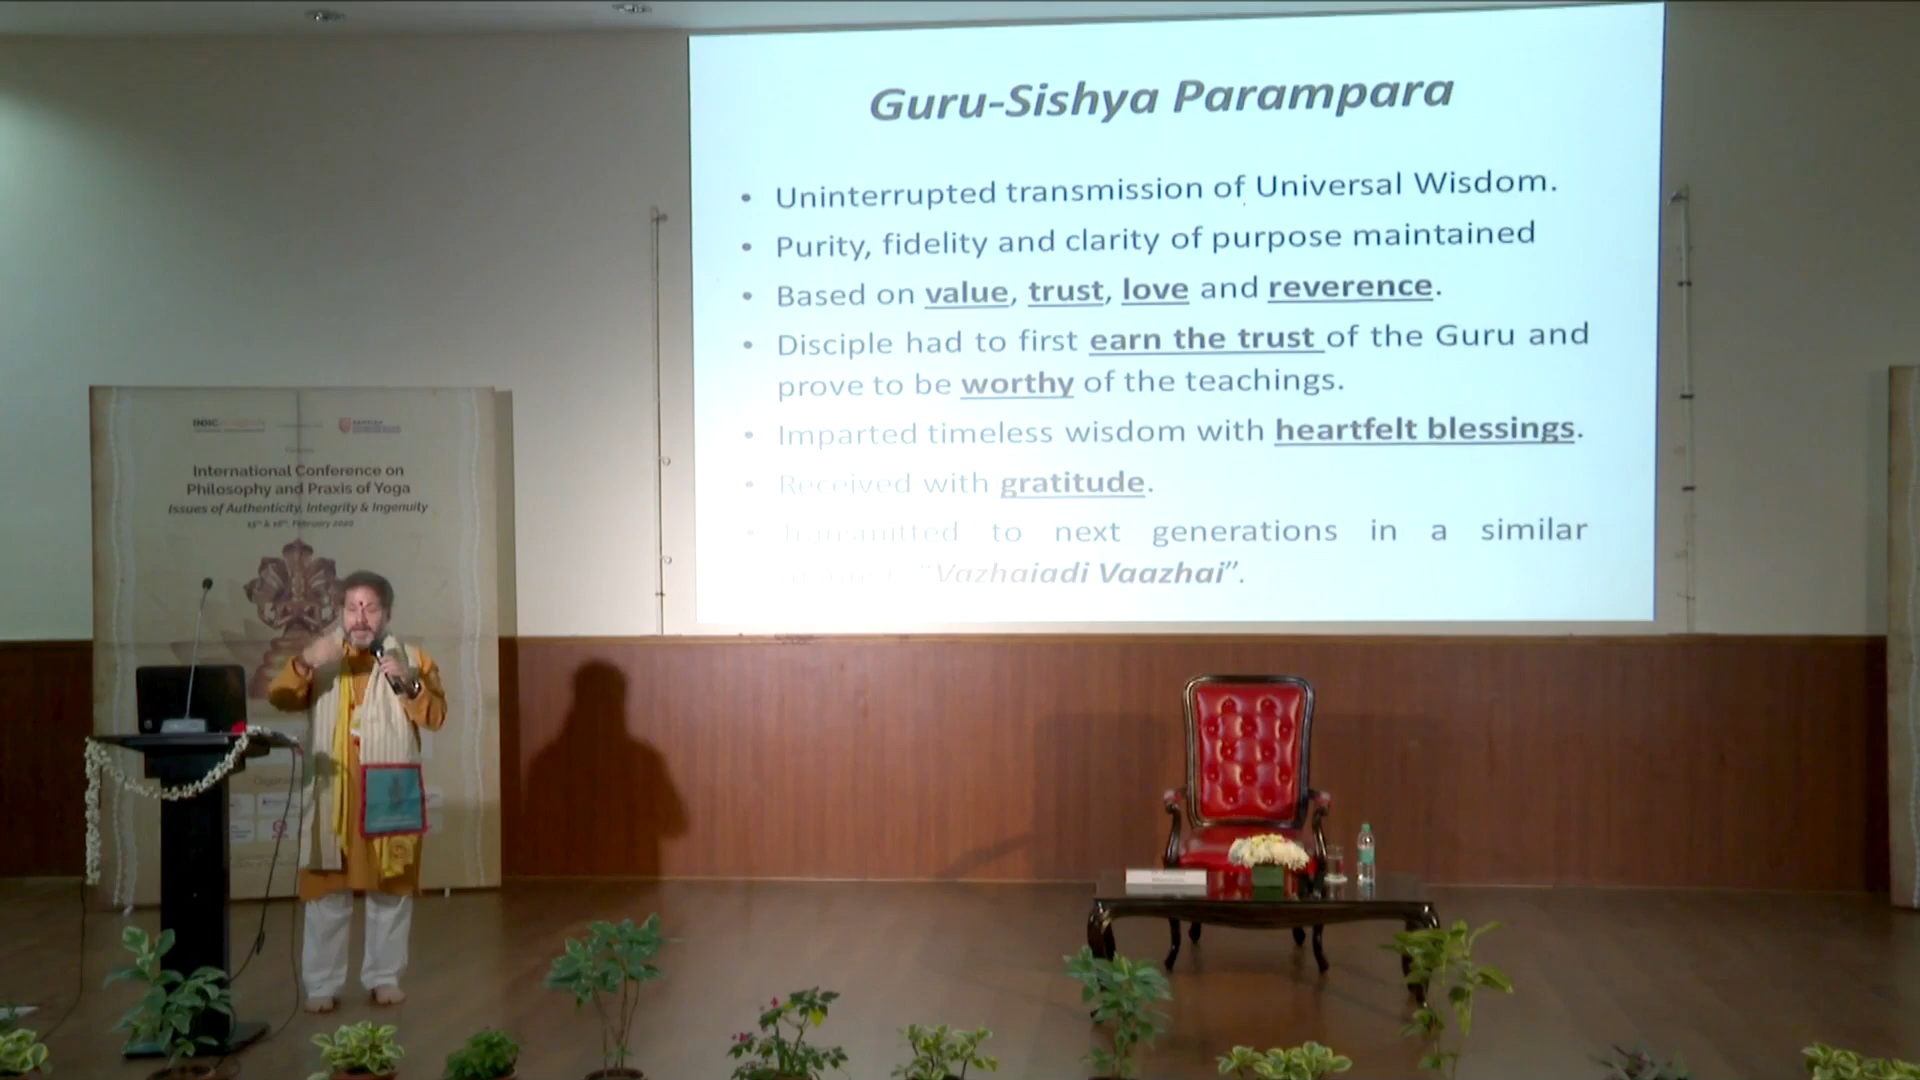 Guru-Sishya Parampara
• Uninterrupted transmission of Universal Wisdom.
• Purity, fidelity and clarity of purpose maintained
• Based on value, trust, love and reverence.
• Disciple had to first earn the trust of the Guru and
prove to be worthy of the teachings.
• Imparted timeless wisdom with heartfelt blessings.
• Received with gratitude.
• Transmitted to next generations in a similar
“Vazhaiadi Vaazhai”.
INDIC
International Conference on
Philosophy and Praxis of Yoga
Issues of Authenticity, Integrity & Ingenuity